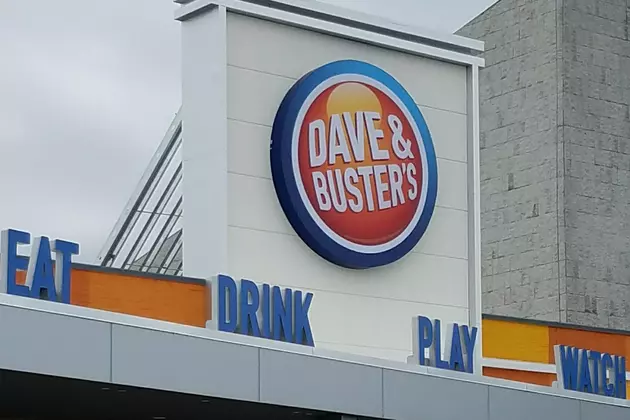 DAVE &
BUSTER'S
EAT DRINK PLAY WATCH